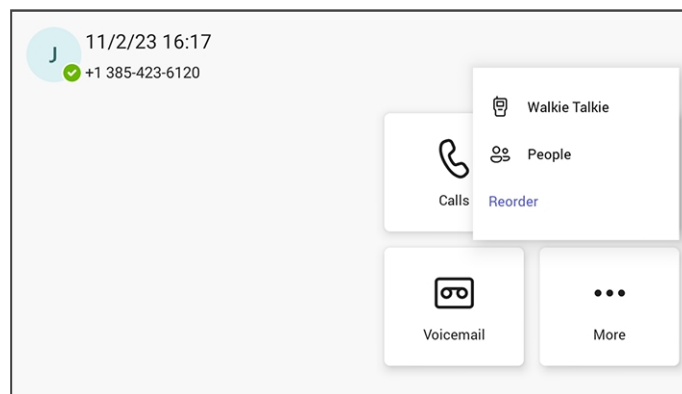 J
11/2/23 16:17
+1 385-423-6120
Walkie Talkie
People
Calls
Reorder
Voicemail
More